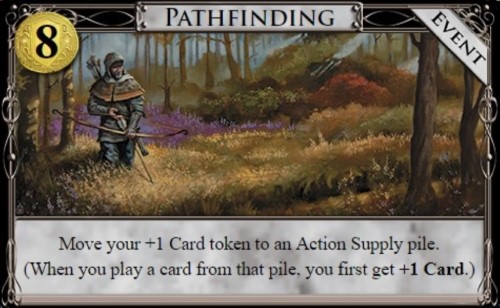 PATHFINDING
8
EVENT
Move your +1 Card token to an Action Supply pile.
(When you play a card from that pile, you first get +1 Card.)